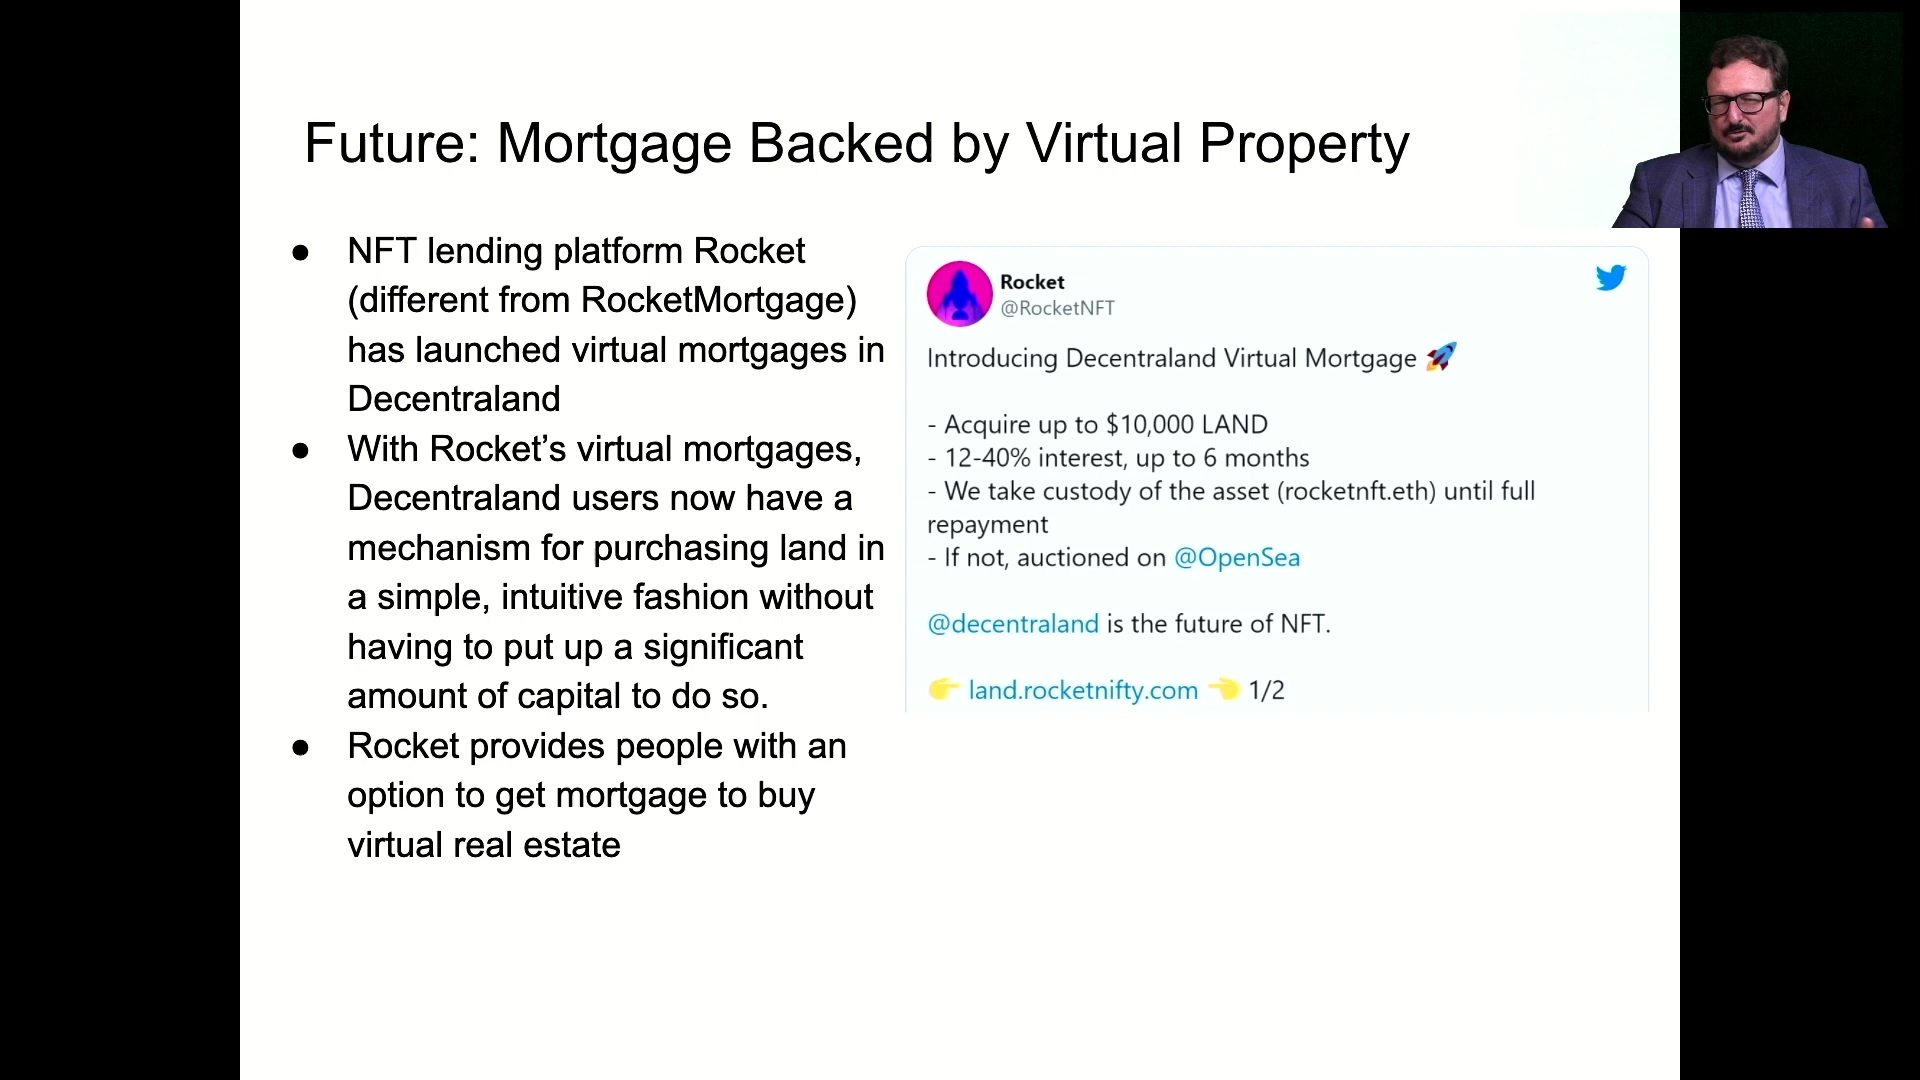 Future: Mortgage Backed by Virtual Property
● NFT lending platform Rocket
(different from RocketMortgage)
has launched virtual mortgages in
Decentraland
● With Rocket’s virtual mortgages,
Decentraland users now have a
mechanism for purchasing land in
a simple, intuitive fashion without
having to put up a significant
amount of capital to do so.
● Rocket provides people with an
option to get mortgage to buy
virtual real estate
Rocket
@RocketNFT
Introducing Decentraland Virtual Mortgage 🚀
- Acquire up to $10,000 LAND
- 12-40% interest, up to 6 months
- We take custody of the asset (rocketnft.eth) until full
repayment
- If not, auctioned on @OpenSea
@decentraland is the future of NFT.
👉 land.rocketnifty.com 👈 1/2